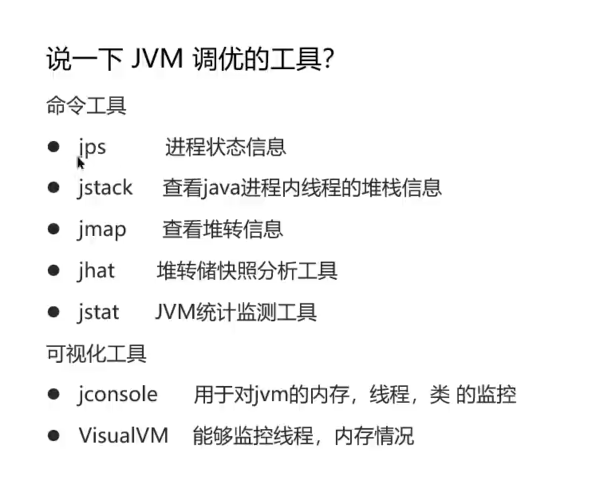 说一下 JVM 调优的工具？
命令工具
● jps 进程状态信息
● jstack 查看java进程内线程的堆栈信息
● jmap 查看堆转信息
● jhat 堆转储快照分析工具
● jstat JVM统计监测工具
可视化工具
● jconsole 用于对jvm的内存，线程，类 的监控
● VisualVM 能够监控线程，内存情况